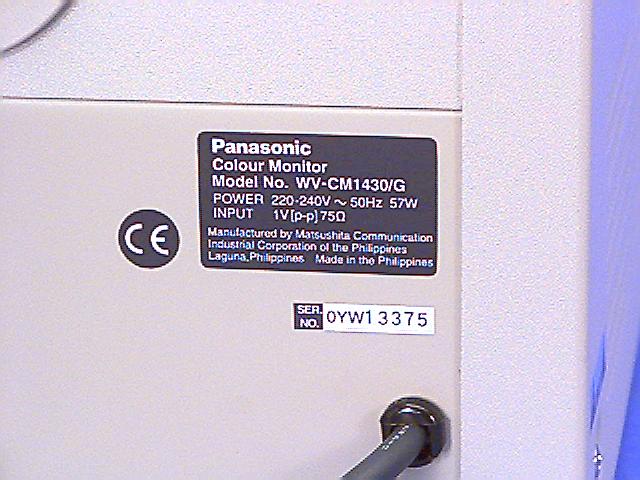 Panasonic
Colour Monitor
Model No. WV-CM1430/G
POWER 220-240V ~ 50Hz 57W
INPUT 1V[p-p]75Ω
Manufactured by Matsushita Communication
Industrial Corporation of the Philippines
Laguna,Philippines Made in the Philippines
CE
SER.
NO. 0YW13375